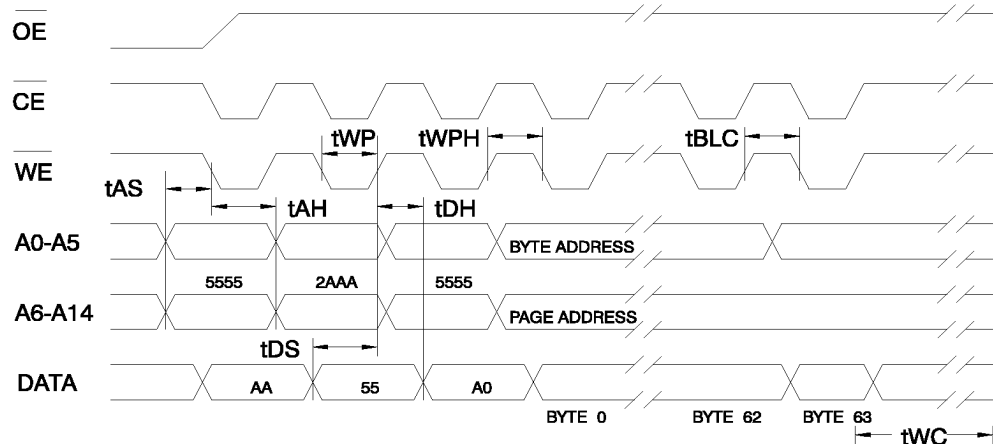 OE
CE
tWP tWPH tBLC
WE
tAS
tAH tDH
A0-A5 BYTE ADDRESS
5555 2AAA 5555
A6-A14 PAGE ADDRESS
tDS
DATA AA 55 A0
BYTE 0 BYTE 62 BYTE 63
tWC